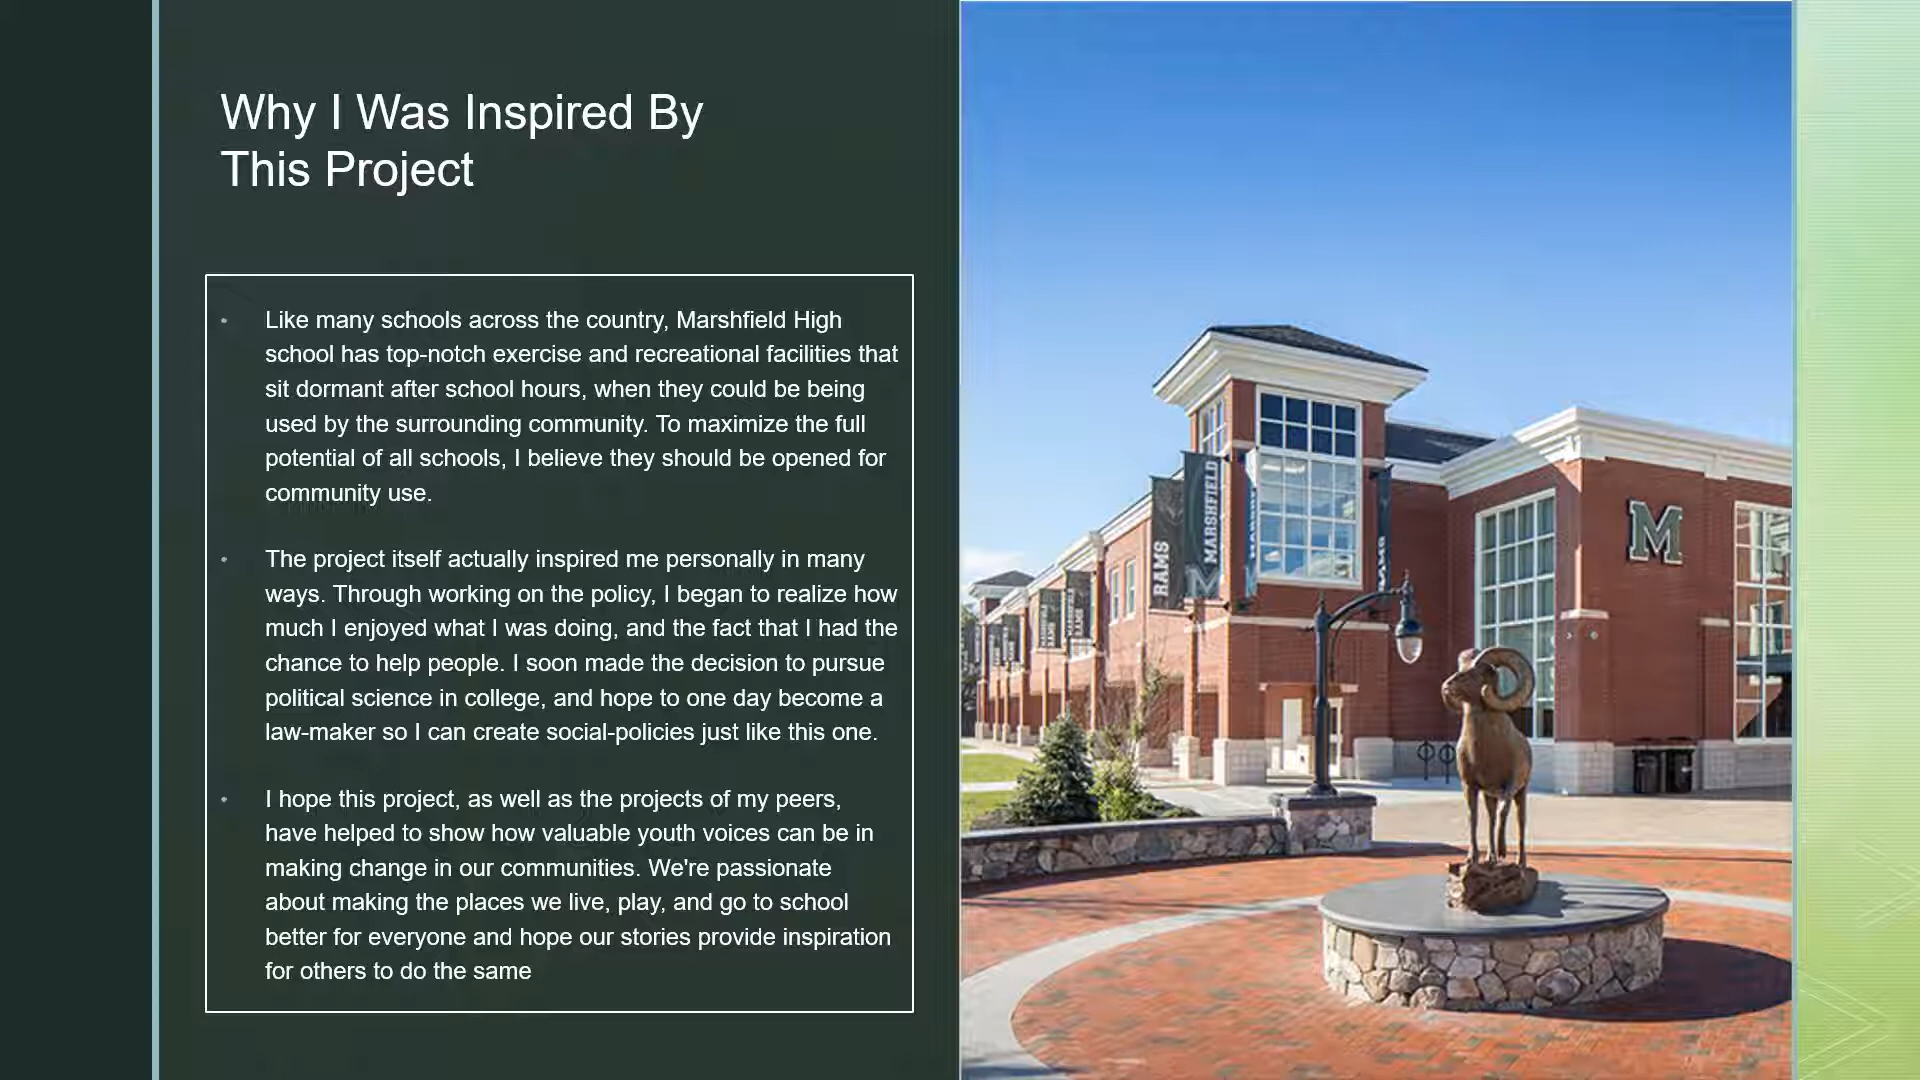 Why I Was Inspired By
This Project
Like many schools across the country, Marshfield High
school has top-notch exercise and recreational facilities that
sit dormant after school hours, when they could be being
used by the surrounding community. To maximize the full
potential of all schools, I believe they should be opened for
community use.
The project itself actually inspired me personally in many
ways. Through working on the policy, I began to realize how
much I enjoyed what I was doing, and the fact that I had the
chance to help people. I soon made the decision to pursue
political science in college, and hope to one day become a
law-maker so I can create social-policies just like this one.
I hope this project, as well as the projects of my peers,
have helped to show how valuable youth voices can be in
making change in our communities. We're passionate
about making the places we live, play, and go to school
better for everyone and hope our stories provide inspiration
for others to do the same
RAMS
MARSHFIELD
M
M